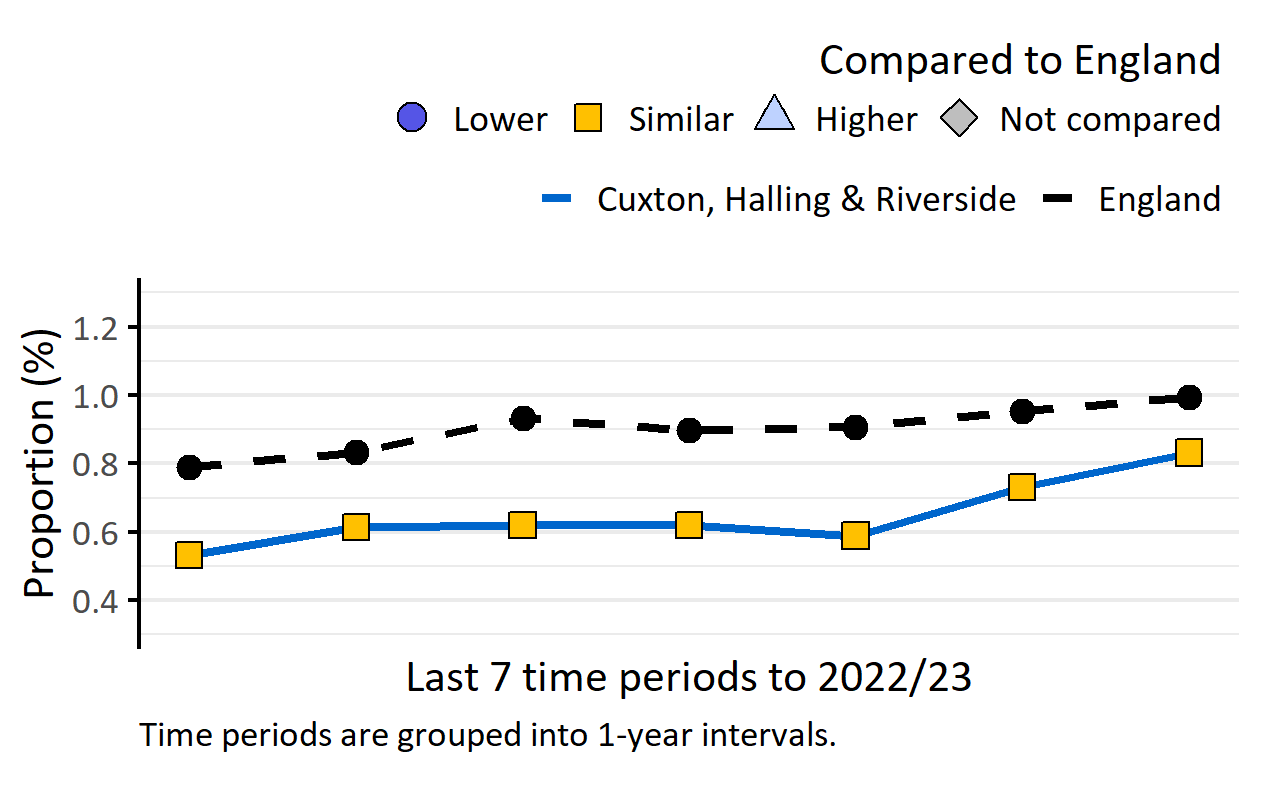 Compared to England
Lower Similar Higher Not compared
Cuxton, Halling & Riverside England
Proportion (%)
1.2
1.0
0.8
0.6
0.4
Last 7 time periods to 2022/23
Time periods are grouped into 1-year intervals.